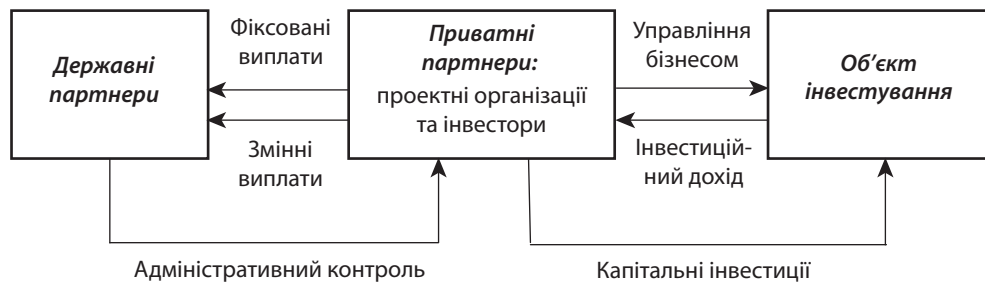 Державні
партнери
Фіксовані
виплати
Змінні
виплати
Приватні
партнери:
проектні організації
та інвестори
Управління
бізнесом
Інвестицій-
ний дохід
Об’єкт
інвестування
Адміністративний контроль
Капітальні інвестиції